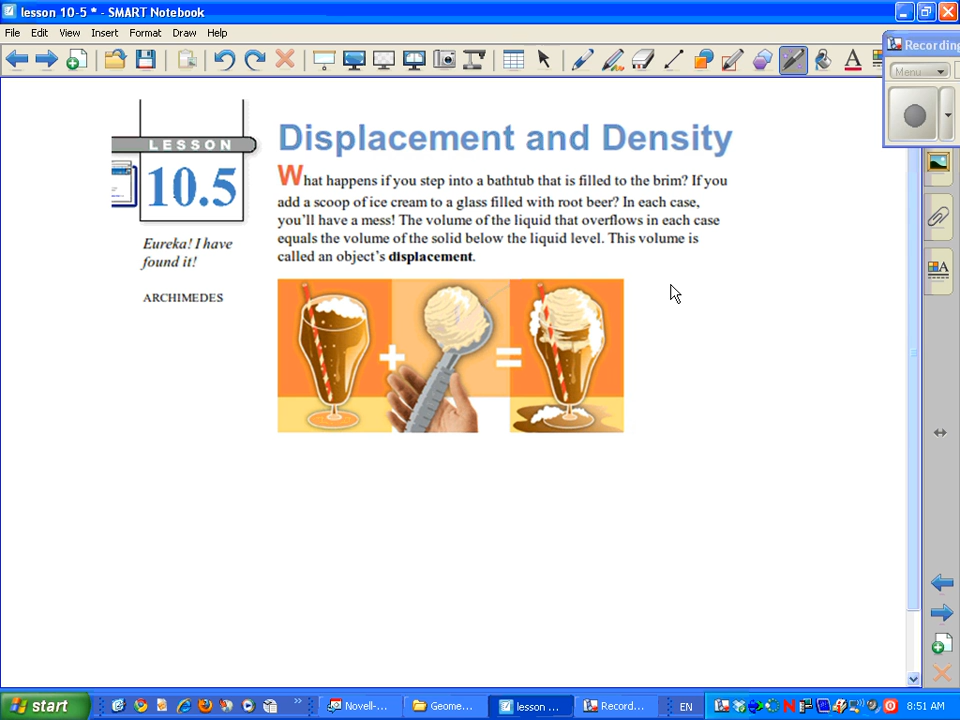 lesson 10-5 * - SMART Notebook
File Edit View Insert Format Draw Help
Recording
Menu
LESSON
10.5
Displacement and Density
What happens if you step into a bathtub that is filled to the brim? If you
add a scoop of ice cream to a glass filled with root beer? In each case,
you'll have a mess! The volume of the liquid that overflows in each case
equals the volume of the solid below the liquid level. This volume is
called an object's displacement.
Eureka! I have
found it!
ARCHIMEDES
+ =
start
Novell-...
Geome...
lesson ...
Record...
EN
8:51 AM